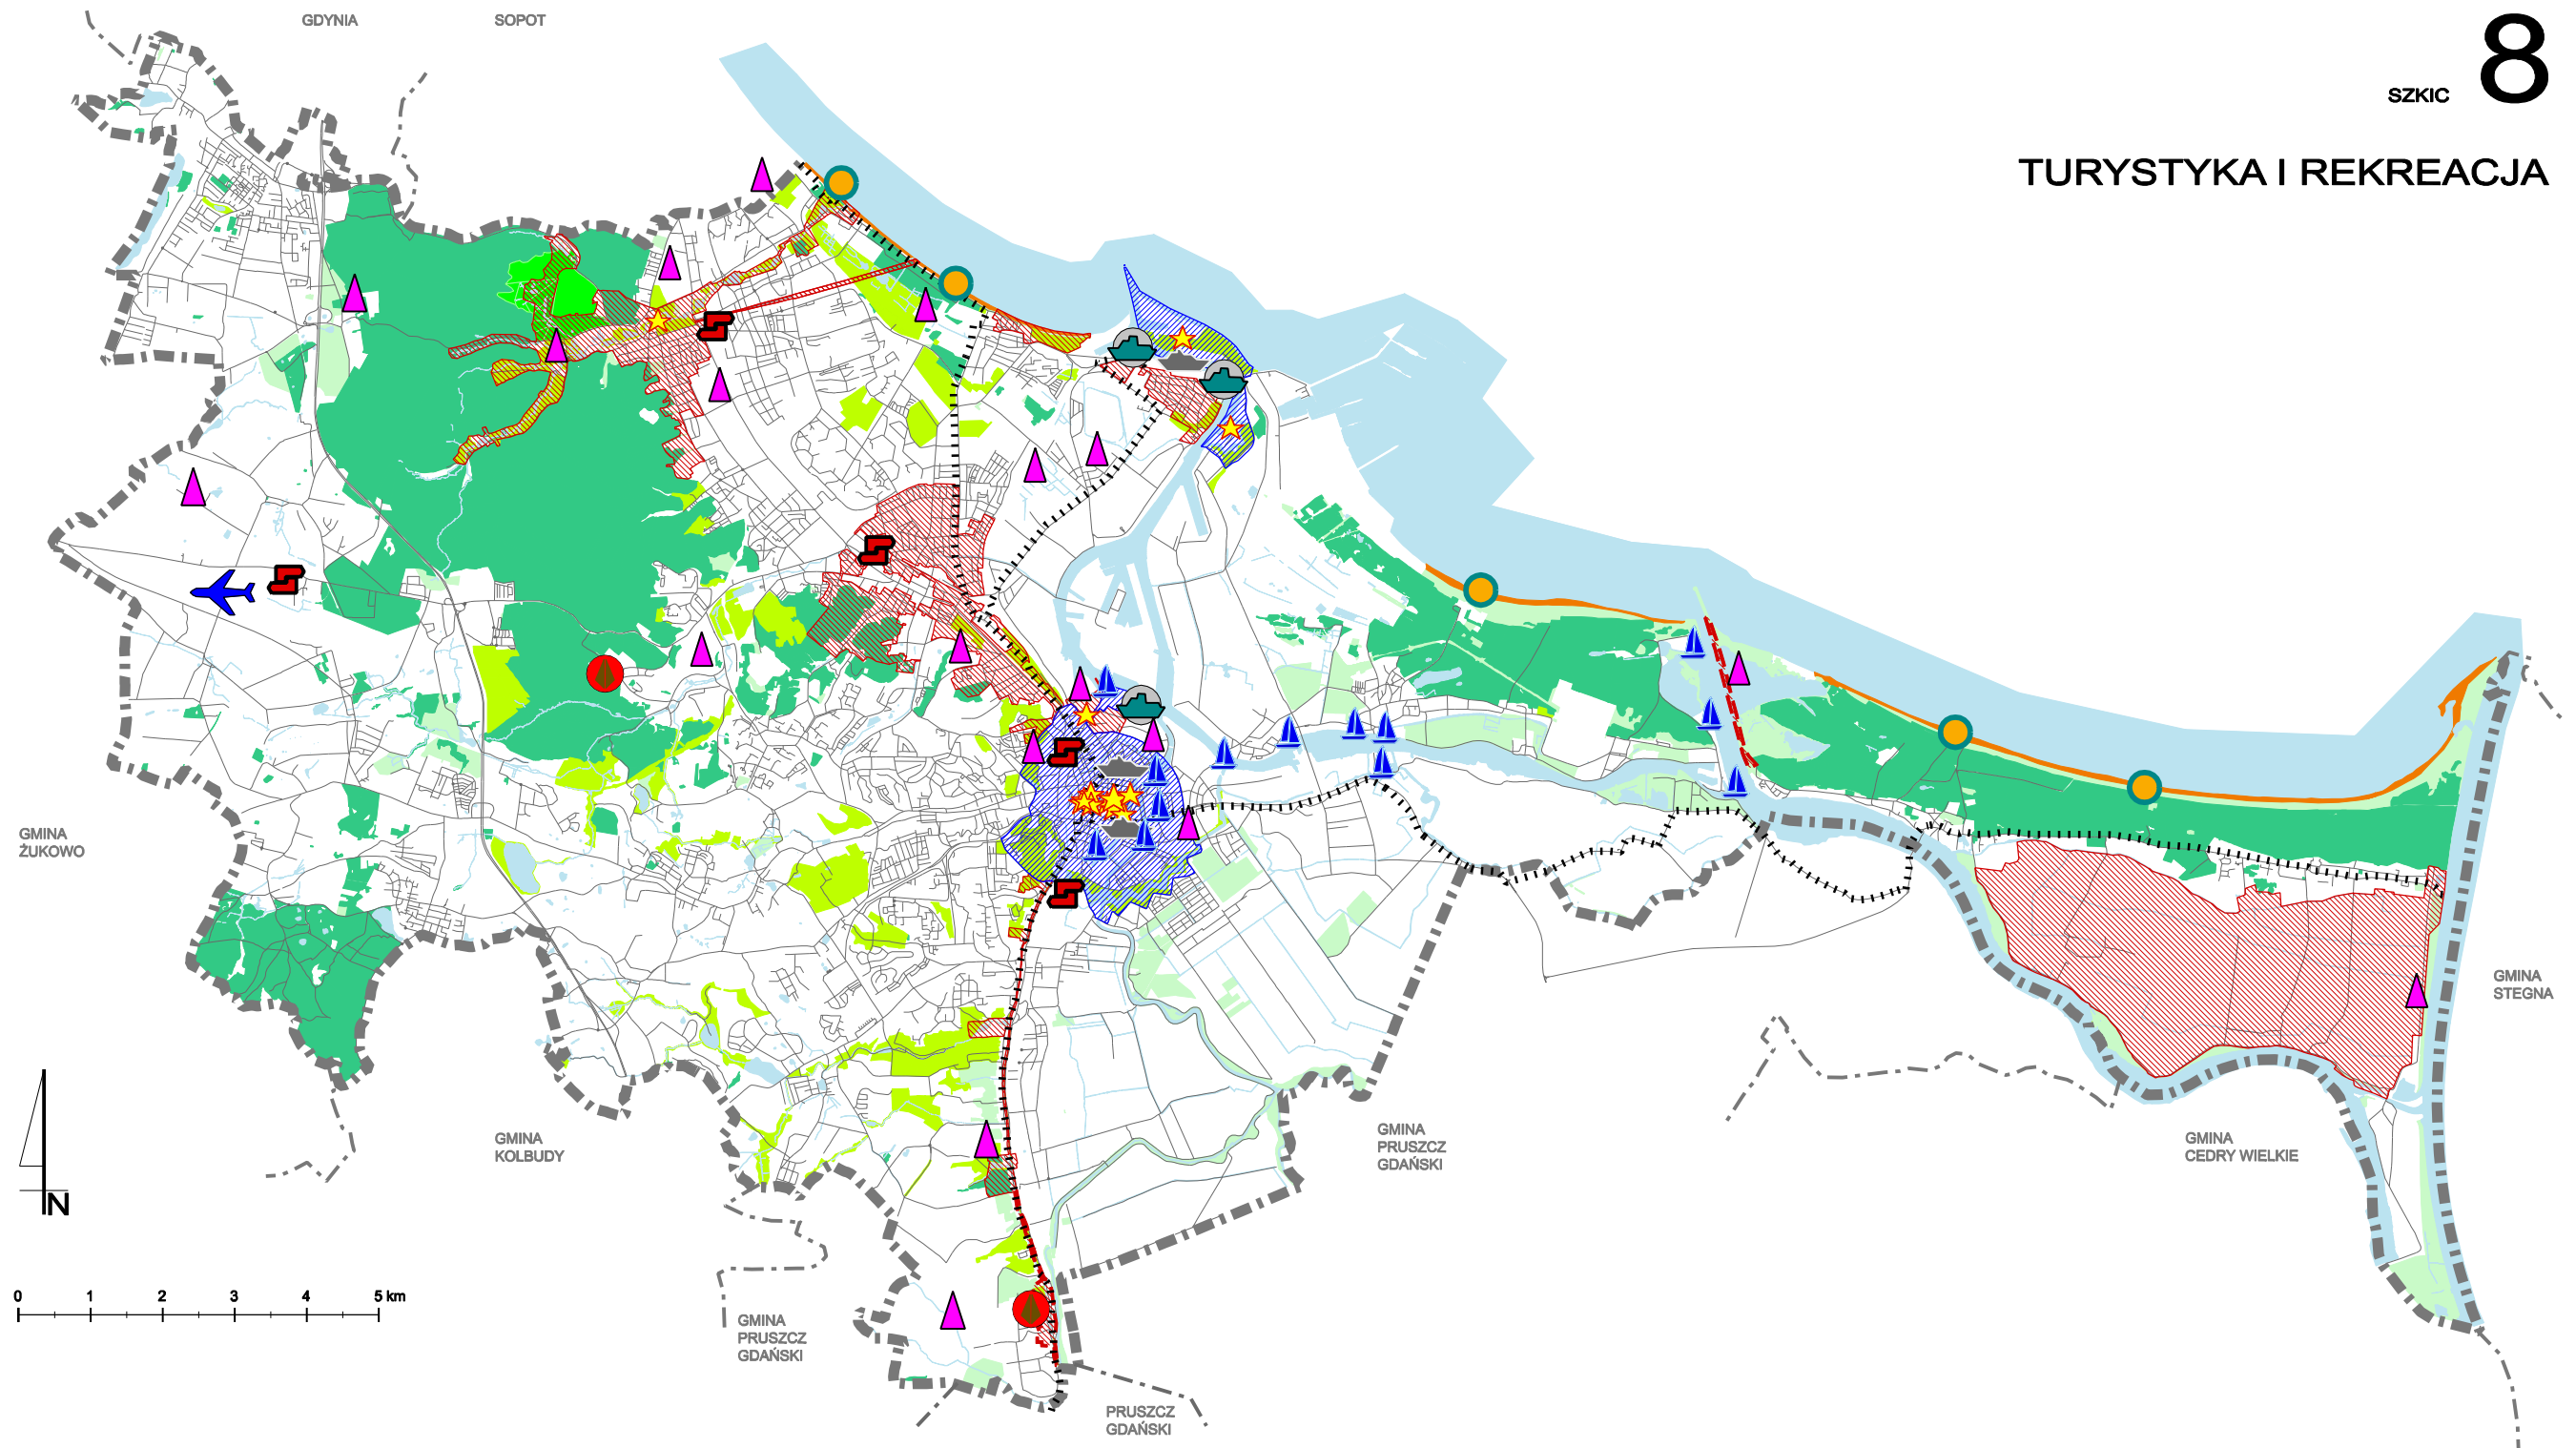 GDYNIA
SOPOT
8
SZKIC
TURYSTYKA I REKREACJA
GMINA
ŻUKOWO
GMINA
STEGNA
GMINA
KOLBUDY
GMINA
PRUSZCZ
GDAŃSKI
GMINA
CEDRY WIELKIE
N
0 1 2 3 4 5 km
GMINA
PRUSZCZ
GDAŃSKI
PRUSZCZ
GDAŃSKI